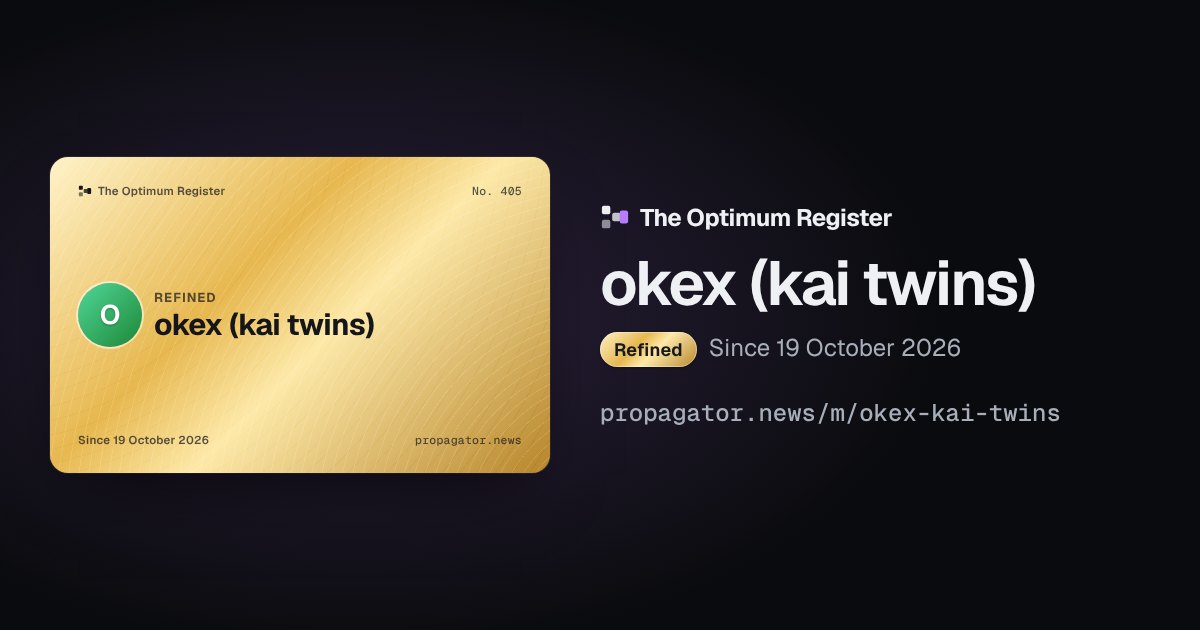 The Optimum Register
No. 405
O
REFINED
okex (kai twins)
Since 19 October 2026
propagator.news
The Optimum Register
okex (kai twins)
Refined
Since 19 October 2026
propagator.news/m/okex-kai-twins